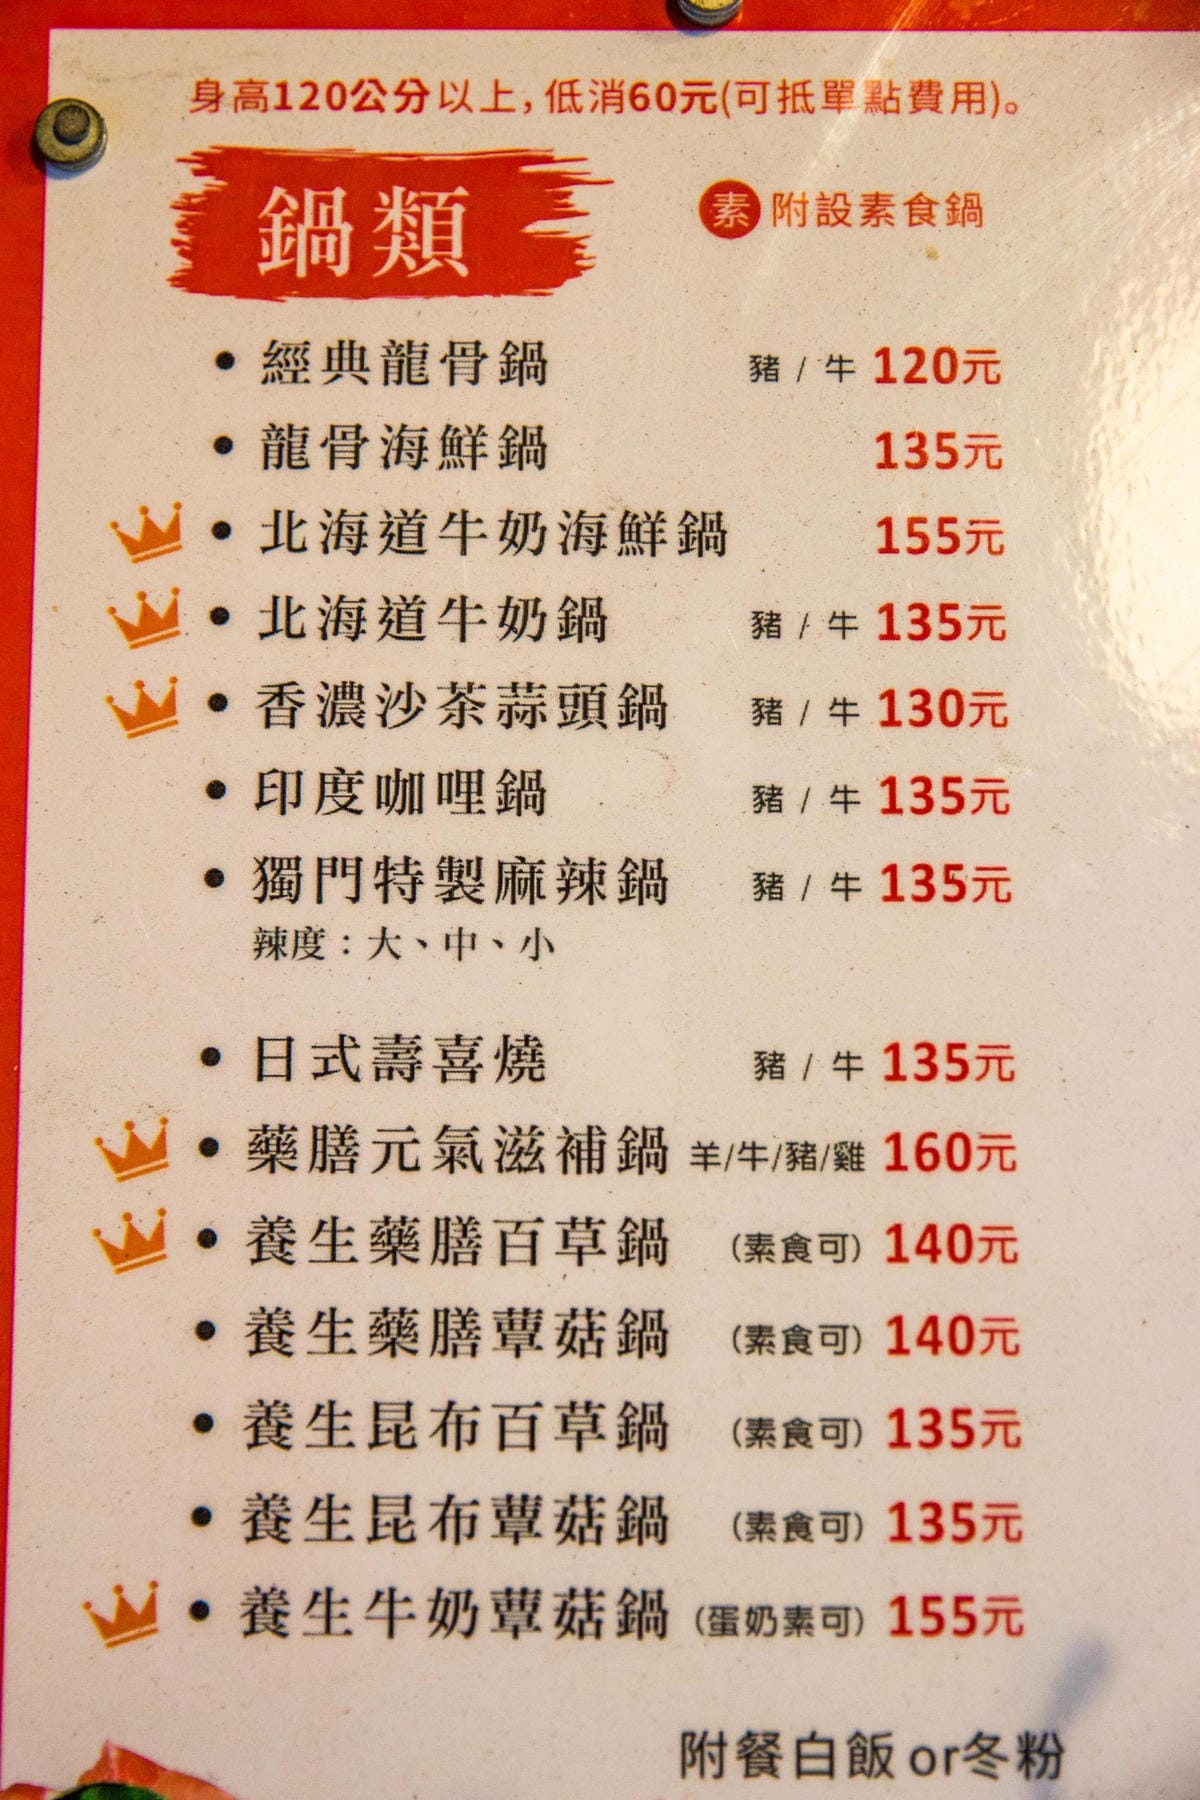 身高120公分以上,低消60元(可抵單點費用)。
鍋類
素 附設素食鍋
•經典龍骨鍋 豬 / 牛 120元
•龍骨海鮮鍋 135元
•北海道牛奶海鮮鍋 155元
•北海道牛奶鍋 豬 / 牛 135元
•香濃沙茶蒜頭鍋 豬 / 牛 130元
•印度咖哩鍋 豬 / 牛 135元
•獨門特製麻辣鍋 豬 / 牛 135元
辣度：大、中、小
•日式壽喜燒 豬 / 牛 135元
•藥膳元氣滋補鍋 羊/牛/豬/雞 160元
•養生藥膳百草鍋 (素食可) 140元
•養生藥膳蕈菇鍋 (素食可) 140元
•養生昆布百草鍋 (素食可) 135元
•養生昆布蕈菇鍋 (素食可) 135元
•養生牛奶蕈菇鍋 (蛋奶素可) 155元
附餐白飯 or冬粉